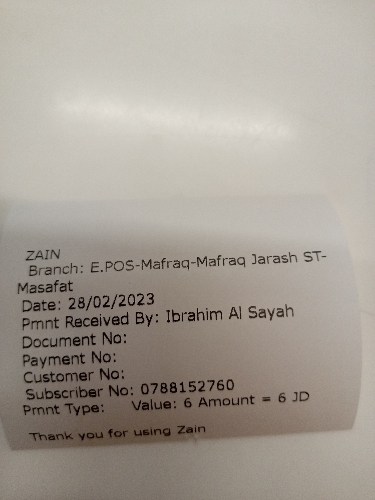 ZAIN
Branch: E.POS-Mafraq-Mafraq Jarash ST-
Masafat
Date: 28/02/2023
Pmnt Received By: Ibrahim Al Sayah
Document No:
Payment No:
Customer No:
Subscriber No: 0788152760
Pmnt Type: Value: 6 Amount = 6 JD
Thank you for using Zain